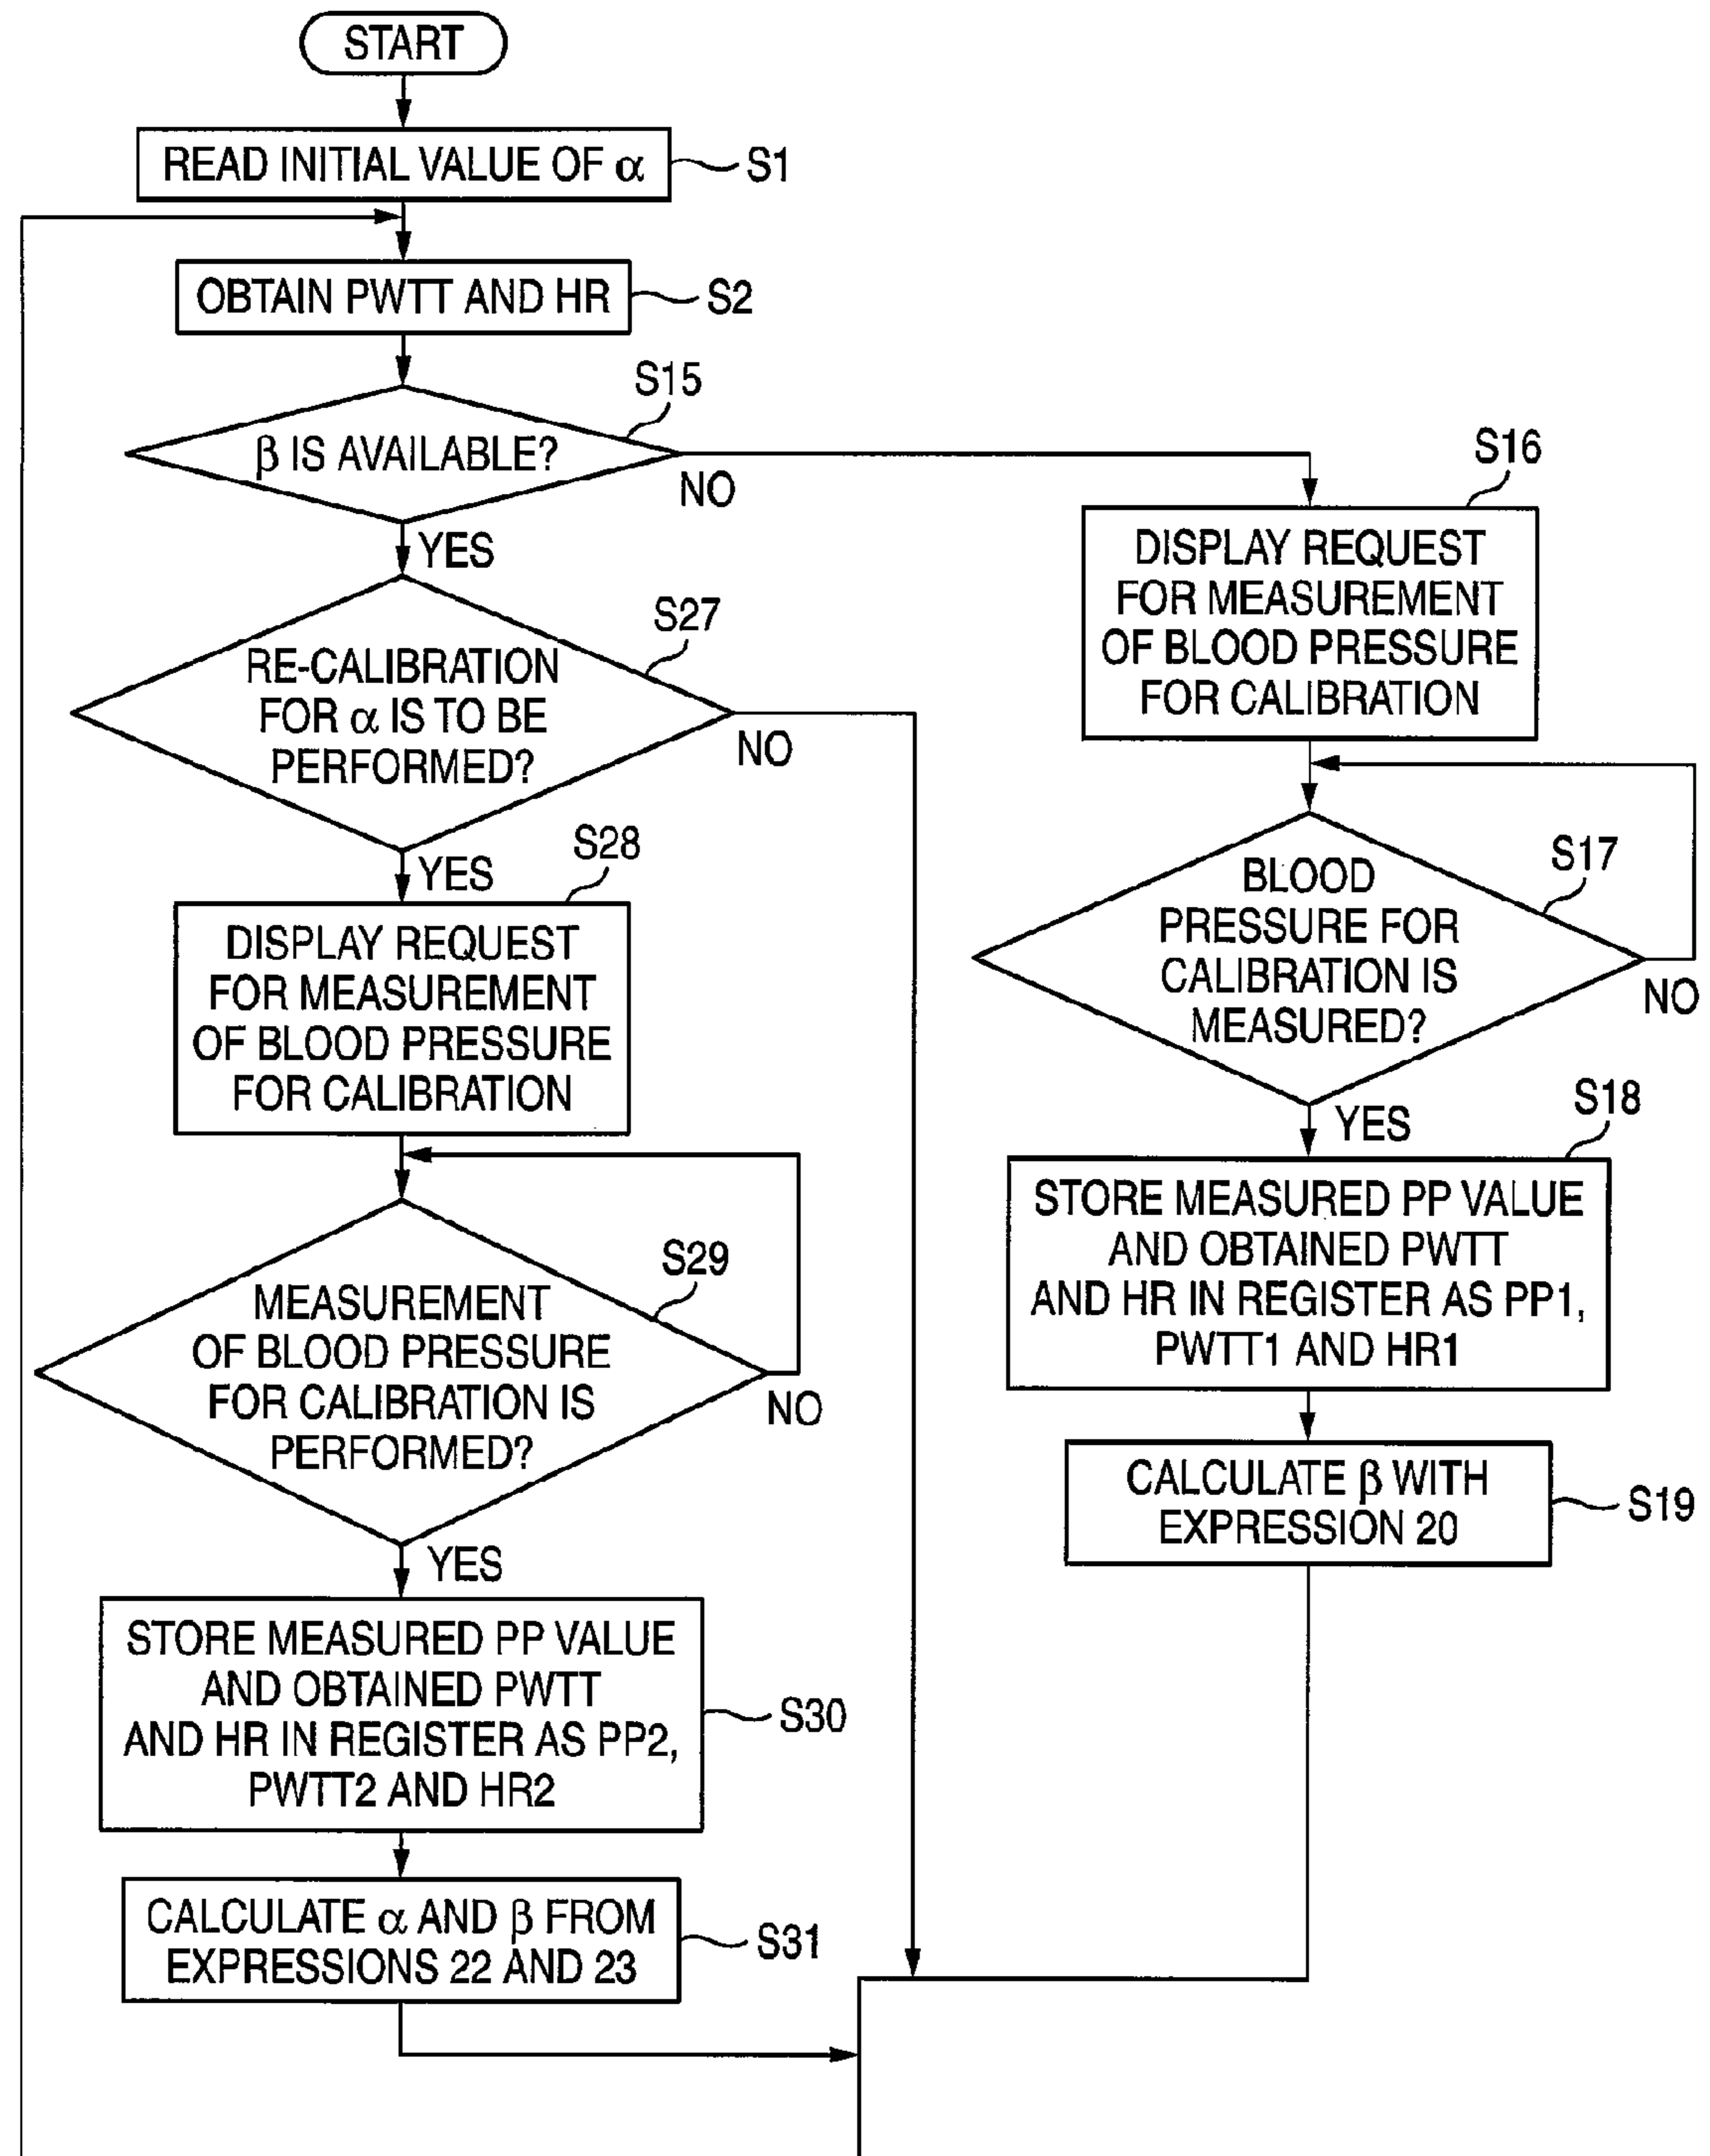 START
READ INITIAL VALUE OF α
S1
OBTAIN PWTT AND HR
S2
S15
β IS AVAILABLE?
NO
YES
S27
RE-CALIBRATION
FOR α IS TO BE
PERFORMED?
NO
YES
S28
DISPLAY REQUEST
FOR MEASUREMENT
OF BLOOD PRESSURE
FOR CALIBRATION
S29
MEASUREMENT
OF BLOOD PRESSURE
FOR CALIBRATION IS
PERFORMED?
NO
YES
STORE MEASURED PP VALUE
AND OBTAINED PWTT
AND HR IN REGISTER AS PP2,
PWTT2 AND HR2
S30
CALCULATE α AND β FROM
EXPRESSIONS 22 AND 23
S31
S16
DISPLAY REQUEST
FOR MEASUREMENT
OF BLOOD PRESSURE
FOR CALIBRATION
S17
BLOOD
PRESSURE FOR
CALIBRATION IS
MEASURED?
NO
YES
S18
STORE MEASURED PP VALUE
AND OBTAINED PWTT
AND HR IN REGISTER AS PP1,
PWTT1 AND HR1
CALCULATE β WITH
EXPRESSION 20
S19